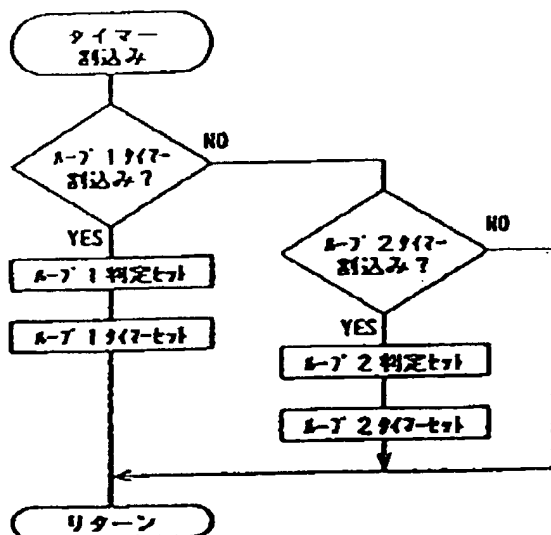 タイマー
割込み
ループ 1 タイマー
割込み?
NO
YES
ループ 1 判定セット
ループ 1 タイマーセット
ループ 2 タイマー
割込み?
NO
YES
ループ 2 判定セット
ループ 2 タイマーセット
リターン